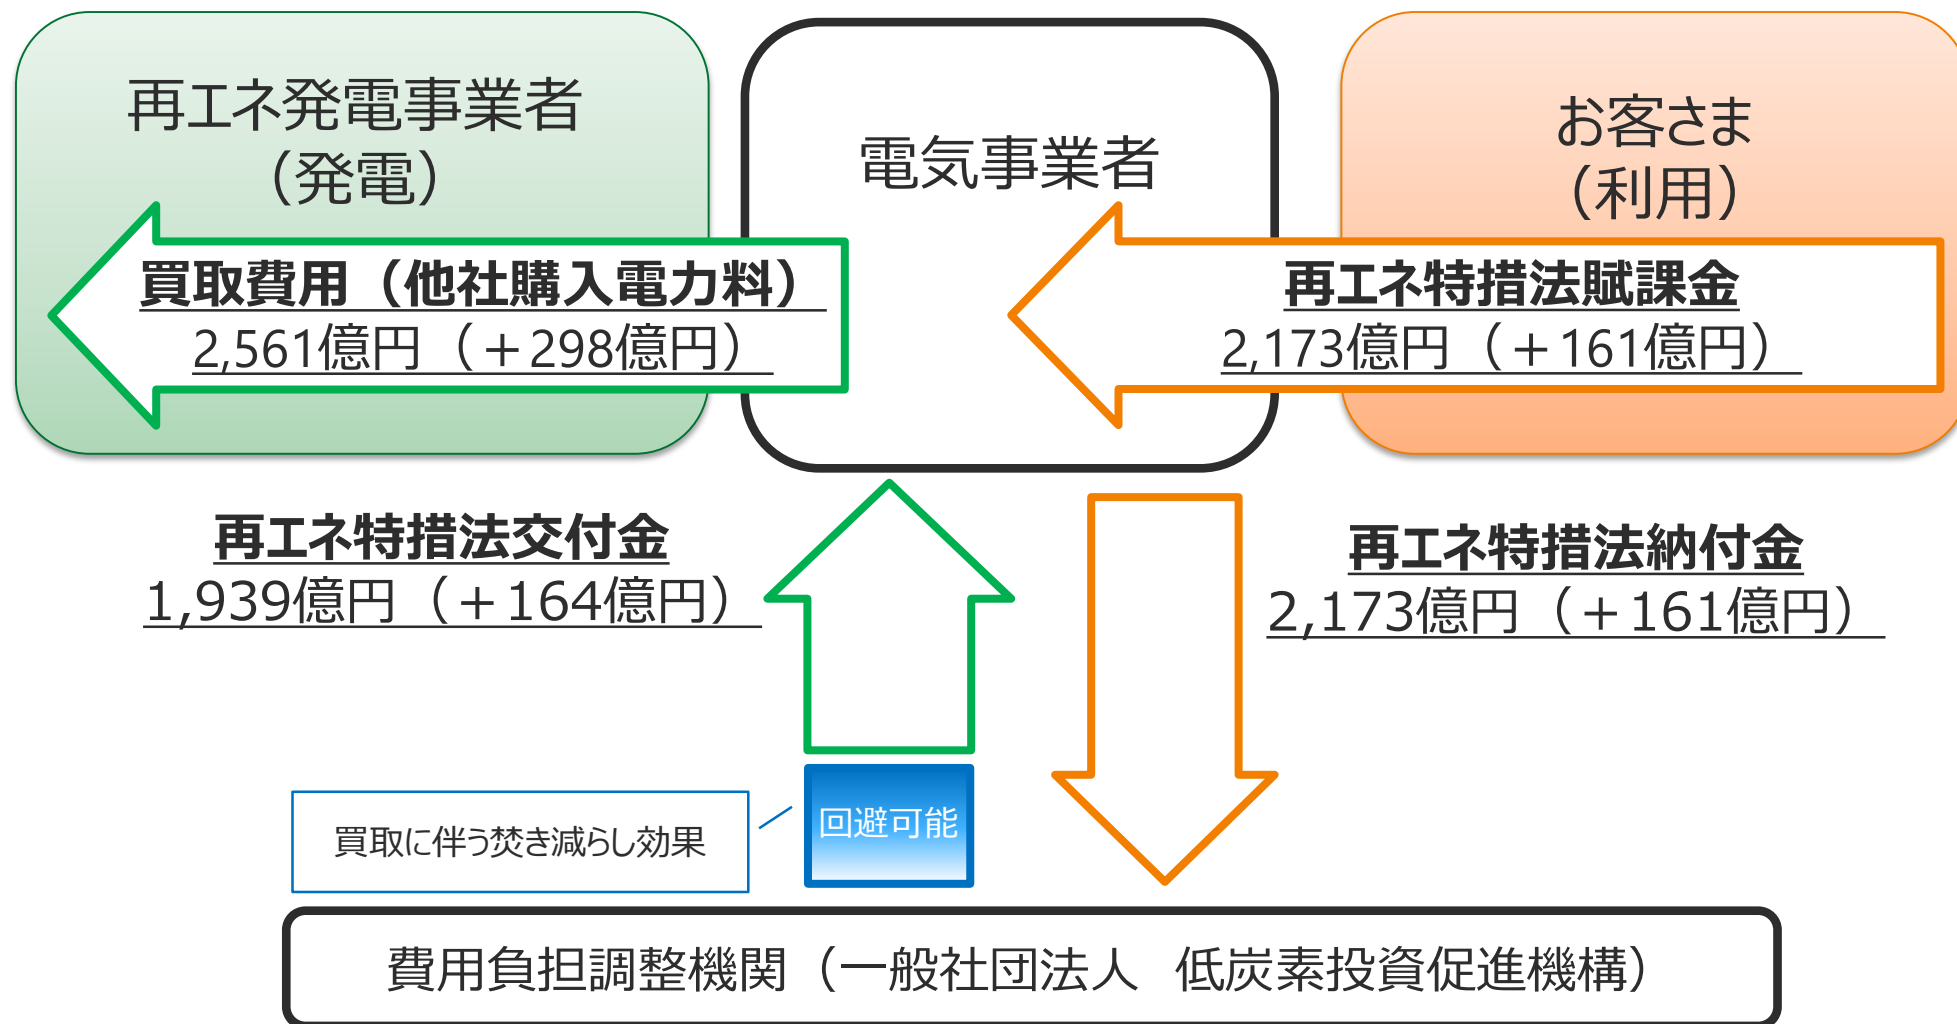 再エネ発電事業者
（発電）
電気事業者
お客さま
（利用）
買取費用（他社購入電力料）
2,561億円（＋298億円）
再エネ特措法賦課金
2,173億円（＋161億円）
再エネ特措法交付金
1,939億円（＋164億円）
再エネ特措法納付金
2,173億円（＋161億円）
回避可能
買取に伴う焚き減らし効果
費用負担調整機関（一般社団法人　低炭素投資促進機構）